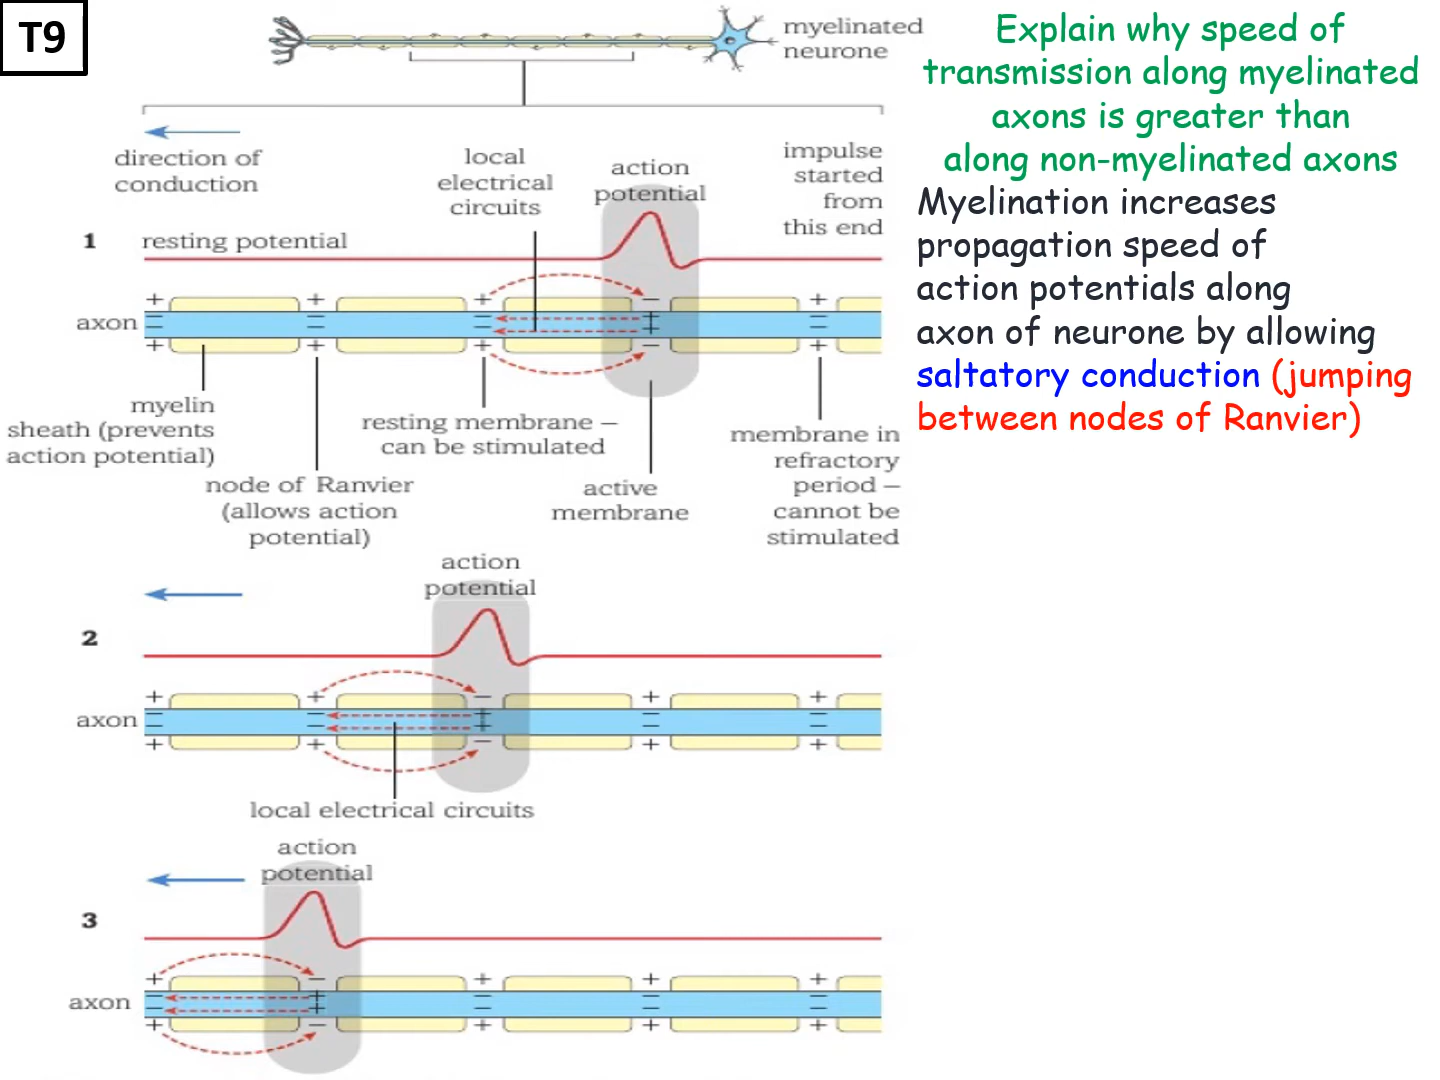 T9
myelinated
neurone
Explain why speed of
transmission along myelinated
axons is greater than
along non-myelinated axons
Myelination increases
propagation speed of
action potentials along
axon of neurone by allowing
saltatory conduction (jumping
between nodes of Ranvier)
direction of
conduction
local
electrical
circuits
action
potential
impulse
started
from
this end
1
resting potential
axon
myelin
sheath (prevents
action potential)
node of Ranvier
(allows action
potential)
resting membrane –
can be stimulated
active
membrane
membrane in
refractory
period –
cannot be
stimulated
action
potential
2
axon
local electrical circuits
action
potential
3
axon